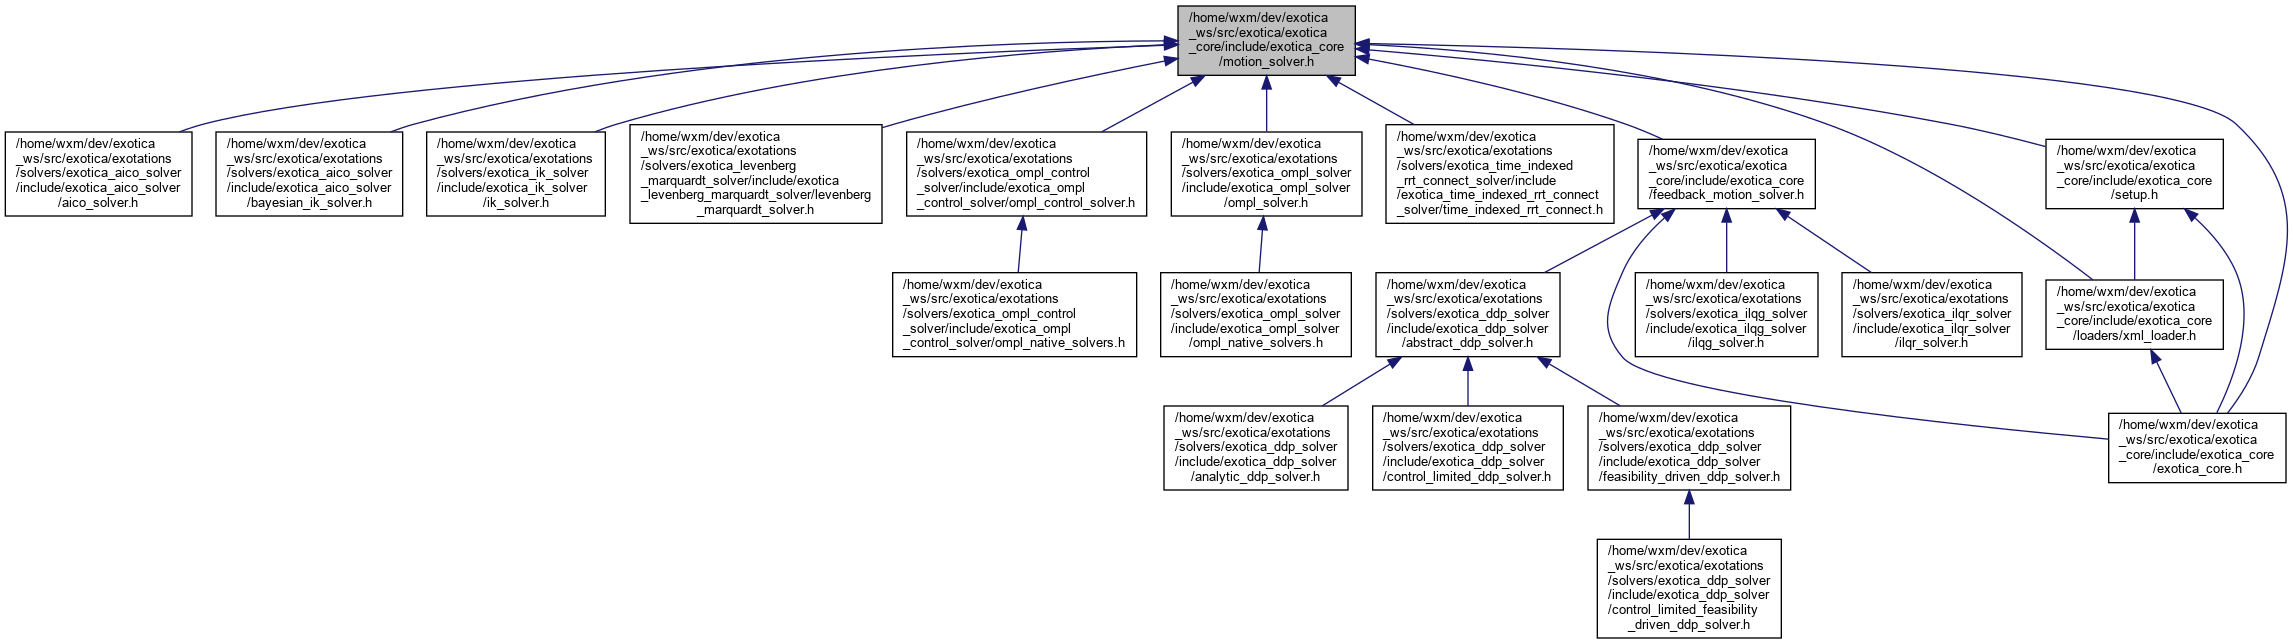 /home/wxm/dev/exotica
_ws/src/exotica/exotica
_core/include/exotica_core
/motion_solver.h
/home/wxm/dev/exotica
_ws/src/exotica/exotations
/solvers/exotica_aico_solver
/include/exotica_aico_solver
/aico_solver.h
/home/wxm/dev/exotica
_ws/src/exotica/exotations
/solvers/exotica_aico_solver
/include/exotica_aico_solver
/bayesian_ik_solver.h
/home/wxm/dev/exotica
_ws/src/exotica/exotations
/solvers/exotica_ik_solver
/include/exotica_ik_solver
/ik_solver.h
/home/wxm/dev/exotica
_ws/src/exotica/exotations
/solvers/exotica_levenberg
_marquardt_solver/include/exotica
_levenberg_marquardt_solver/levenberg
_marquardt_solver.h
/home/wxm/dev/exotica
_ws/src/exotica/exotations
/solvers/exotica_ompl_control
_solver/include/exotica_ompl
_control_solver/ompl_control_solver.h
/home/wxm/dev/exotica
_ws/src/exotica/exotations
/solvers/exotica_ompl_solver
/include/exotica_ompl_solver
/ompl_solver.h
/home/wxm/dev/exotica
_ws/src/exotica/exotations
/solvers/exotica_time_indexed
_rrt_connect_solver/include
/exotica_time_indexed_rrt_connect
_solver/time_indexed_rrt_connect.h
/home/wxm/dev/exotica
_ws/src/exotica/exotica
_core/include/exotica_core
/feedback_motion_solver.h
/home/wxm/dev/exotica
_ws/src/exotica/exotica
_core/include/exotica_core
/setup.h
/home/wxm/dev/exotica
_ws/src/exotica/exotations
/solvers/exotica_ompl_control
_solver/include/exotica_ompl
_control_solver/ompl_native_solvers.h
/home/wxm/dev/exotica
_ws/src/exotica/exotations
/solvers/exotica_ompl_solver
/include/exotica_ompl_solver
/ompl_native_solvers.h
/home/wxm/dev/exotica
_ws/src/exotica/exotations
/solvers/exotica_ddp_solver
/include/exotica_ddp_solver
/abstract_ddp_solver.h
/home/wxm/dev/exotica
_ws/src/exotica/exotations
/solvers/exotica_ilqg_solver
/include/exotica_ilqg_solver
/ilqg_solver.h
/home/wxm/dev/exotica
_ws/src/exotica/exotations
/solvers/exotica_ilqr_solver
/include/exotica_ilqr_solver
/ilqr_solver.h
/home/wxm/dev/exotica
_ws/src/exotica/exotica
_core/include/exotica_core
/loaders/xml_loader.h
/home/wxm/dev/exotica
_ws/src/exotica/exotations
/solvers/exotica_ddp_solver
/include/exotica_ddp_solver
/analytic_ddp_solver.h
/home/wxm/dev/exotica
_ws/src/exotica/exotations
/solvers/exotica_ddp_solver
/include/exotica_ddp_solver
/control_limited_ddp_solver.h
/home/wxm/dev/exotica
_ws/src/exotica/exotations
/solvers/exotica_ddp_solver
/include/exotica_ddp_solver
/feasibility_driven_ddp_solver.h
/home/wxm/dev/exotica
_ws/src/exotica/exotica
_core/include/exotica_core
/exotica_core.h
/home/wxm/dev/exotica
_ws/src/exotica/exotations
/solvers/exotica_ddp_solver
/include/exotica_ddp_solver
/control_limited_feasibility
_driven_ddp_solver.h